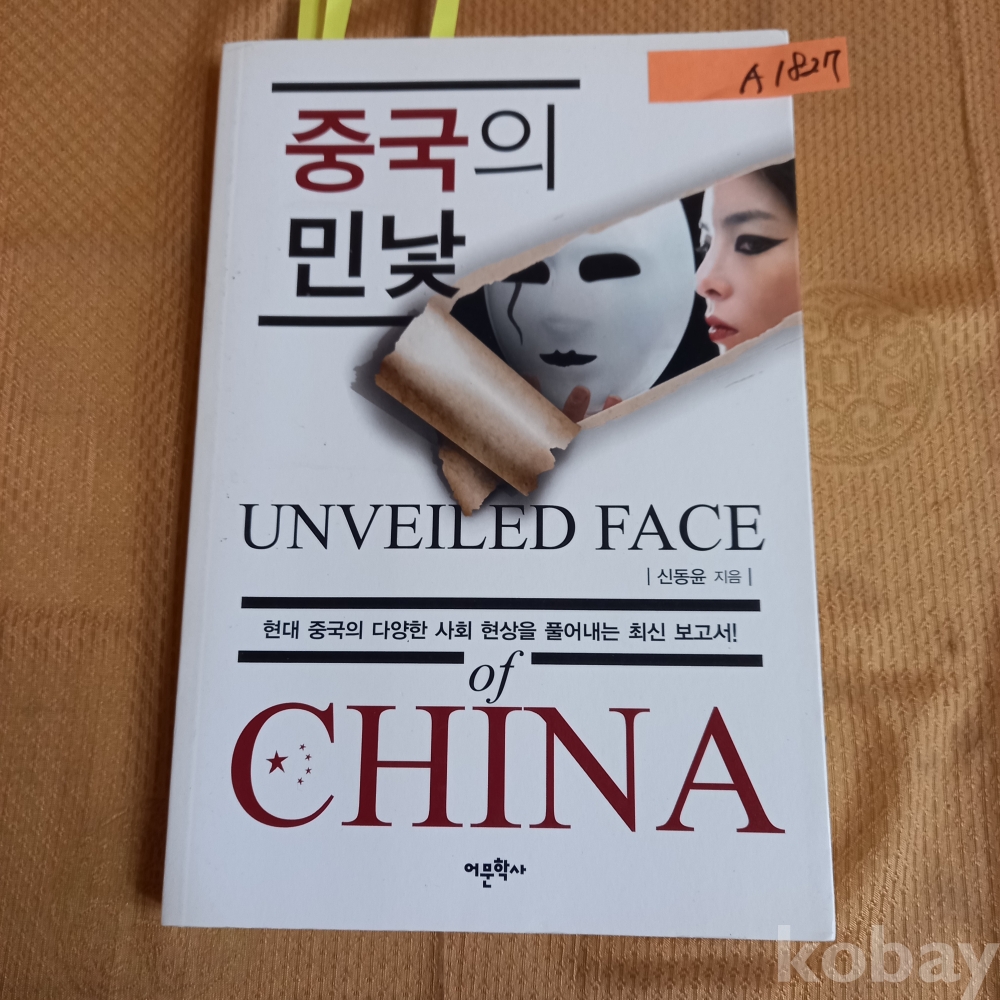 A1827
중국의
민낯
UNVEILED FACE
| 신동윤 지음 |
현대 중국의 다양한 사회 현상을 풀어내는 최신 보고서!
of
CHINA
어문학사
kobay